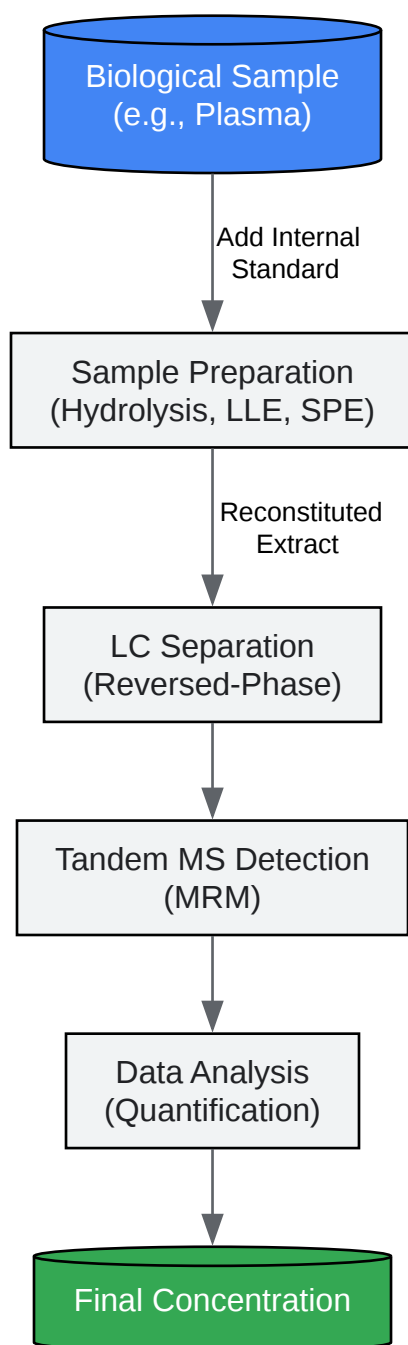 Biological Sample
(e.g., Plasma)
Add Internal
Standard
Sample Preparation
(Hydrolysis, LLE, SPE)
Reconstituted
Extract
LC Separation
(Reversed-Phase)
Tandem MS Detection
(MRM)
Data Analysis
(Quantification)
Final Concentration